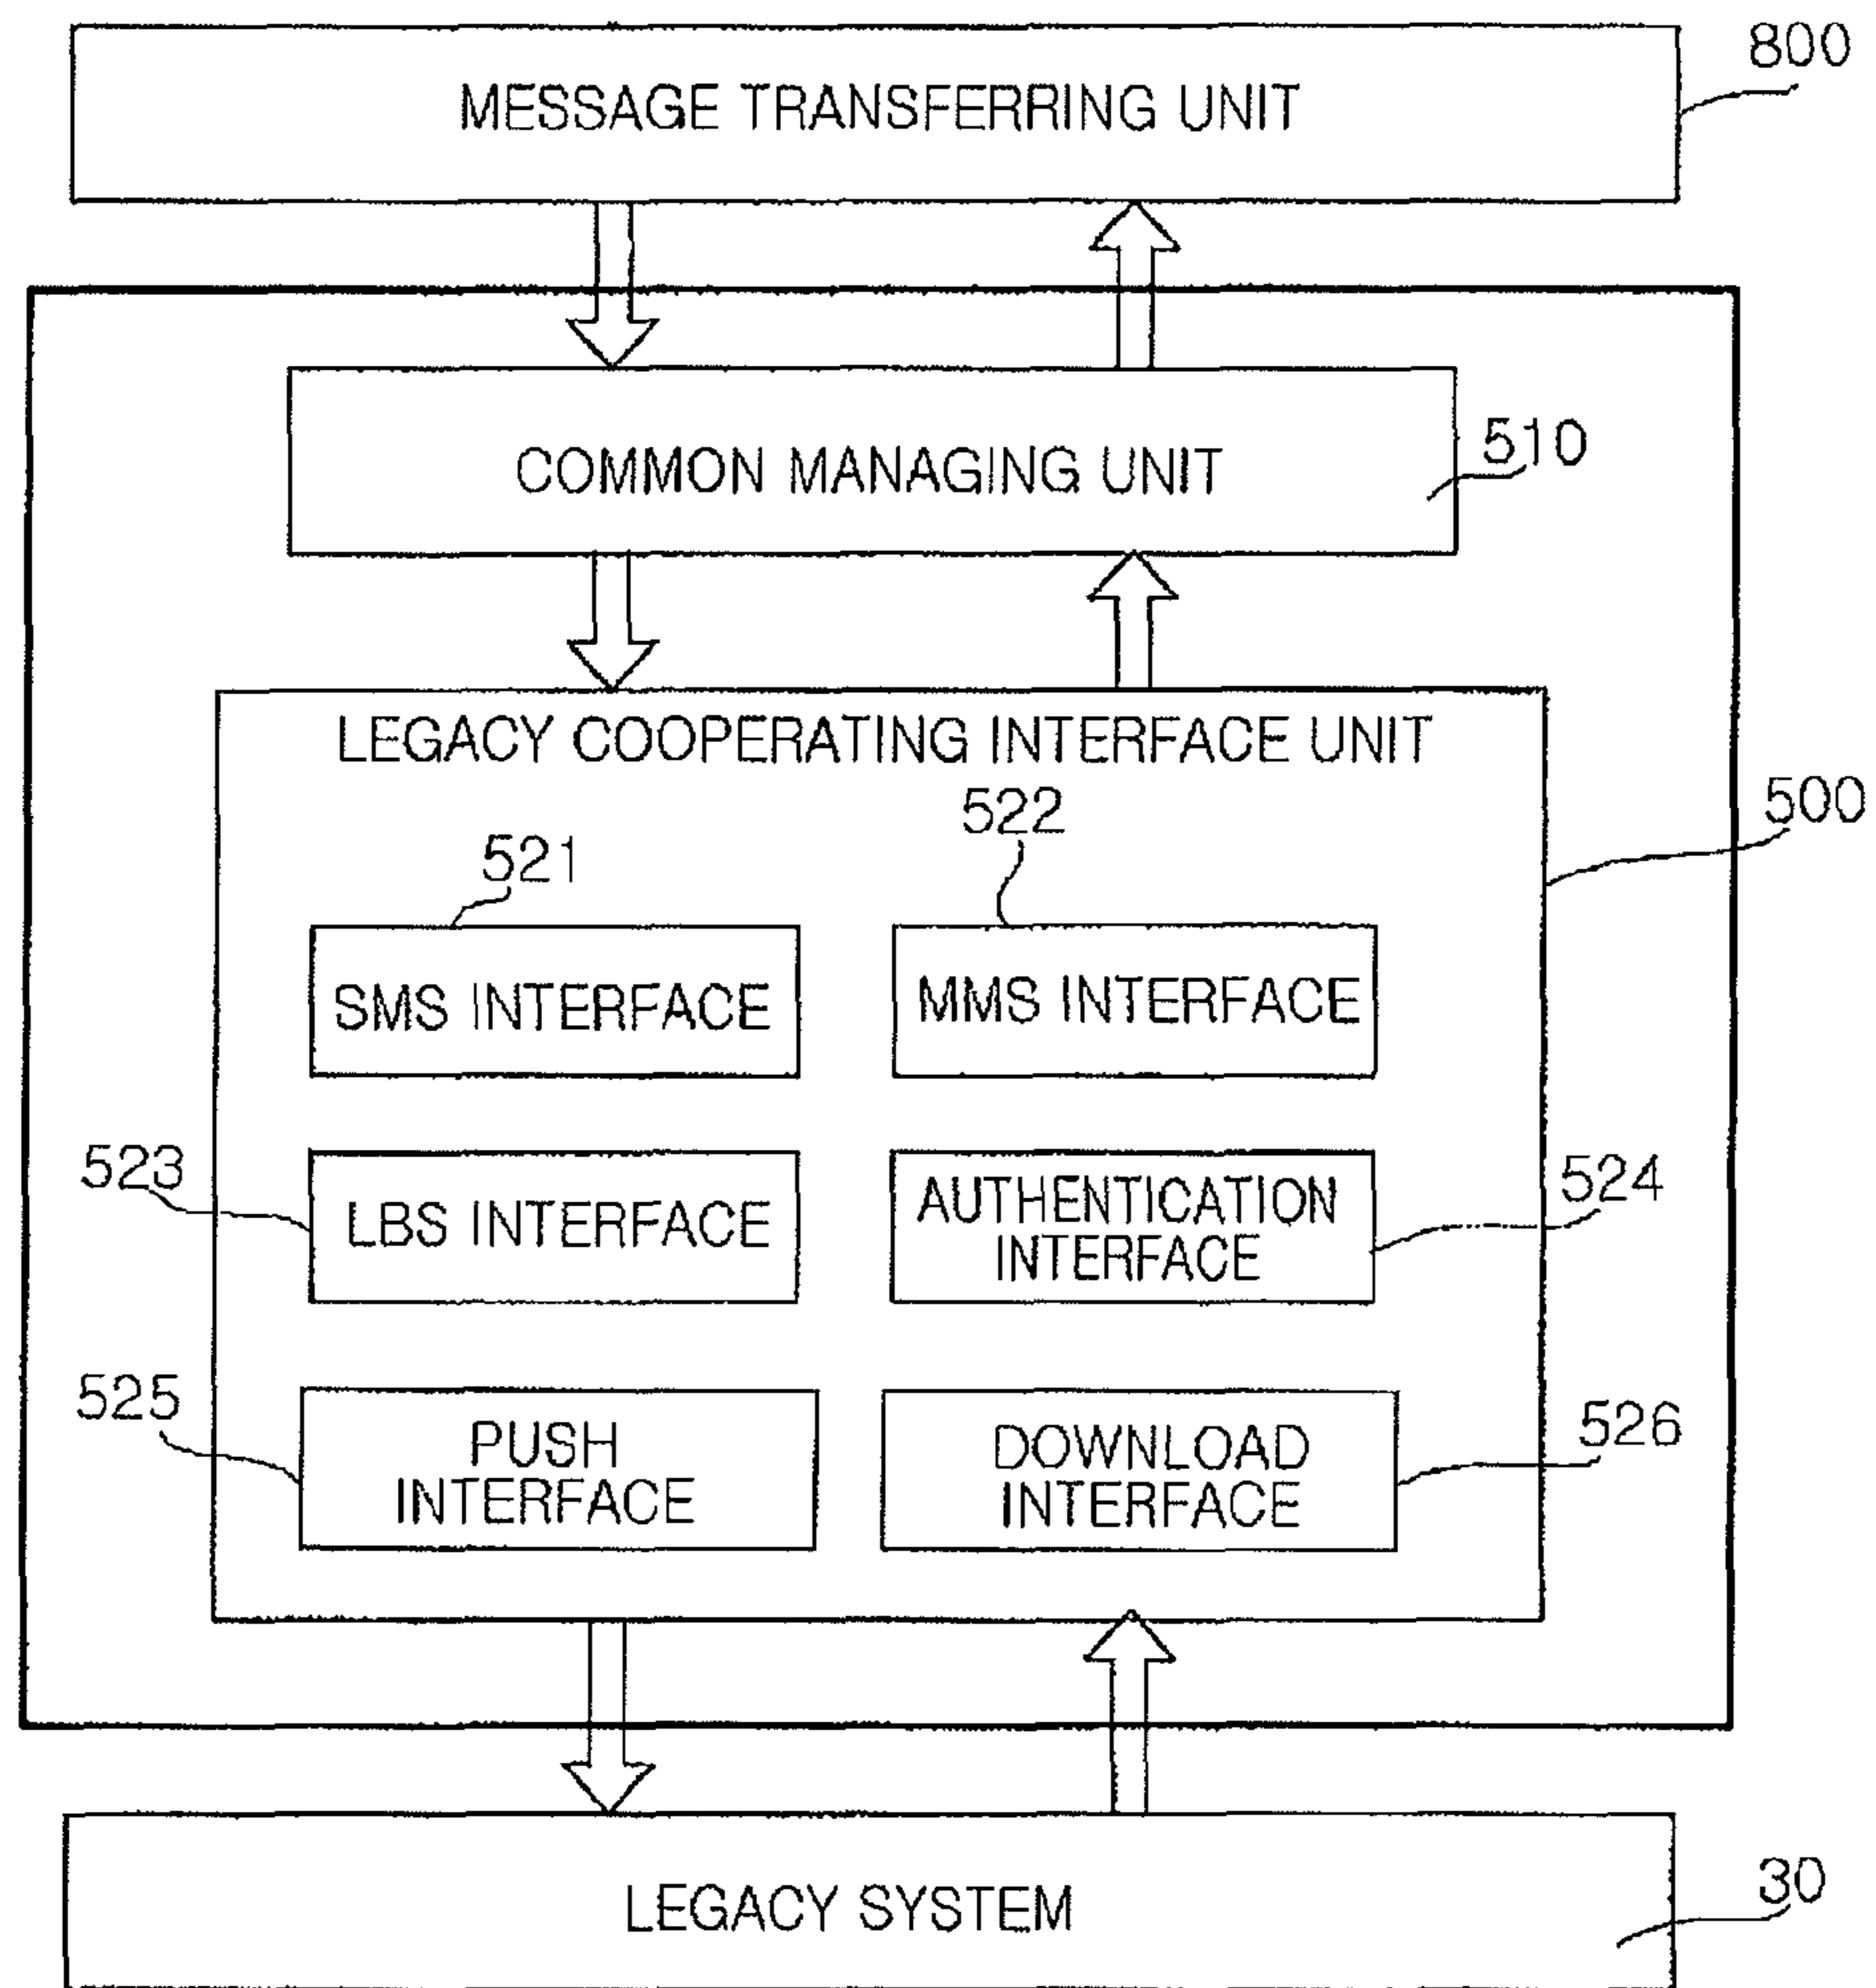 800
MESSAGE TRANSFERRING UNIT
COMMON MANAGING UNIT
510
LEGACY COOPERATING INTERFACE UNIT
500
521
522
SMS INTERFACE
MMS INTERFACE
523
LBS INTERFACE
AUTHENTICATION
INTERFACE
524
525
PUSH
INTERFACE
DOWNLOAD
INTERFACE
526
LEGACY SYSTEM
30